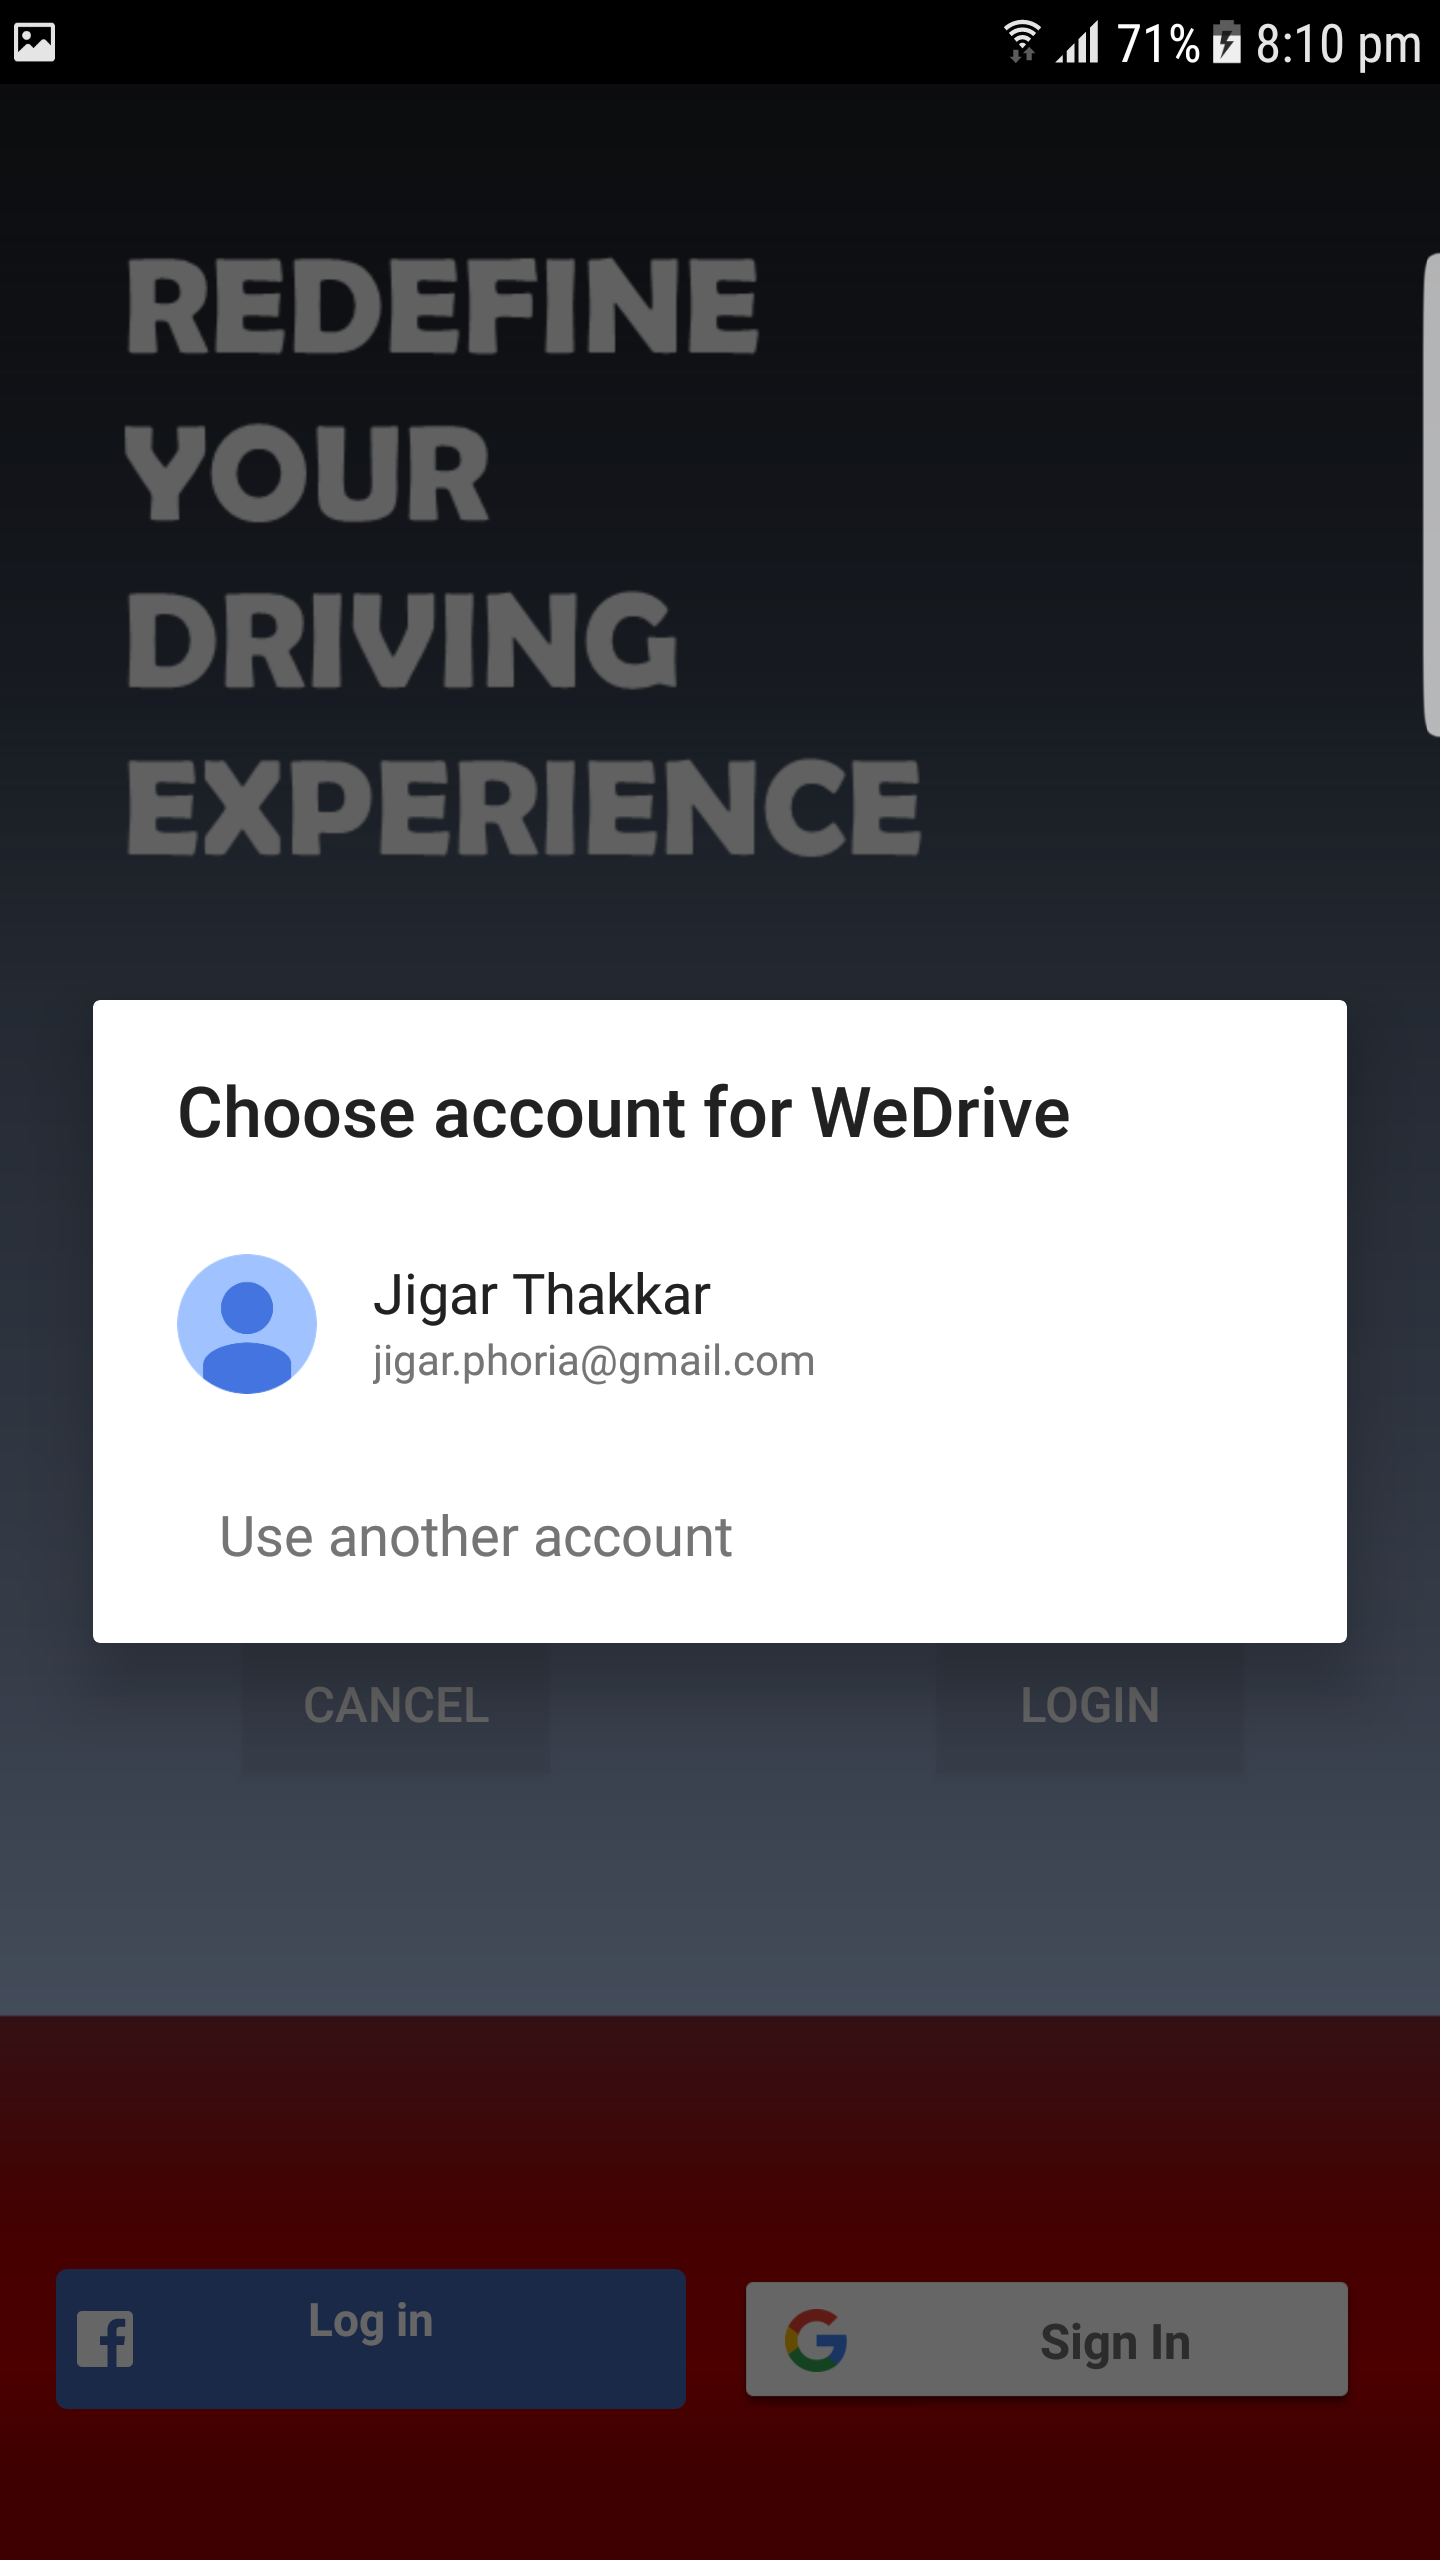 71% 8:10 pm
REDEFINE
YOUR
DRIVING
EXPERIENCE
Choose account for WeDrive
Jigar Thakkar
jigar.phoria@gmail.com
Use another account
CANCEL LOGIN
Log in Sign In